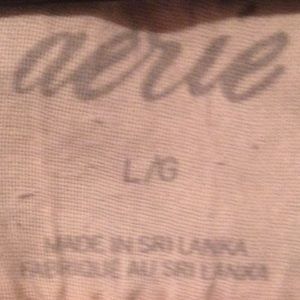 aerie
L/G
MADE IN SRI LANKA
FABRIQUÉ AU SRI LANKA